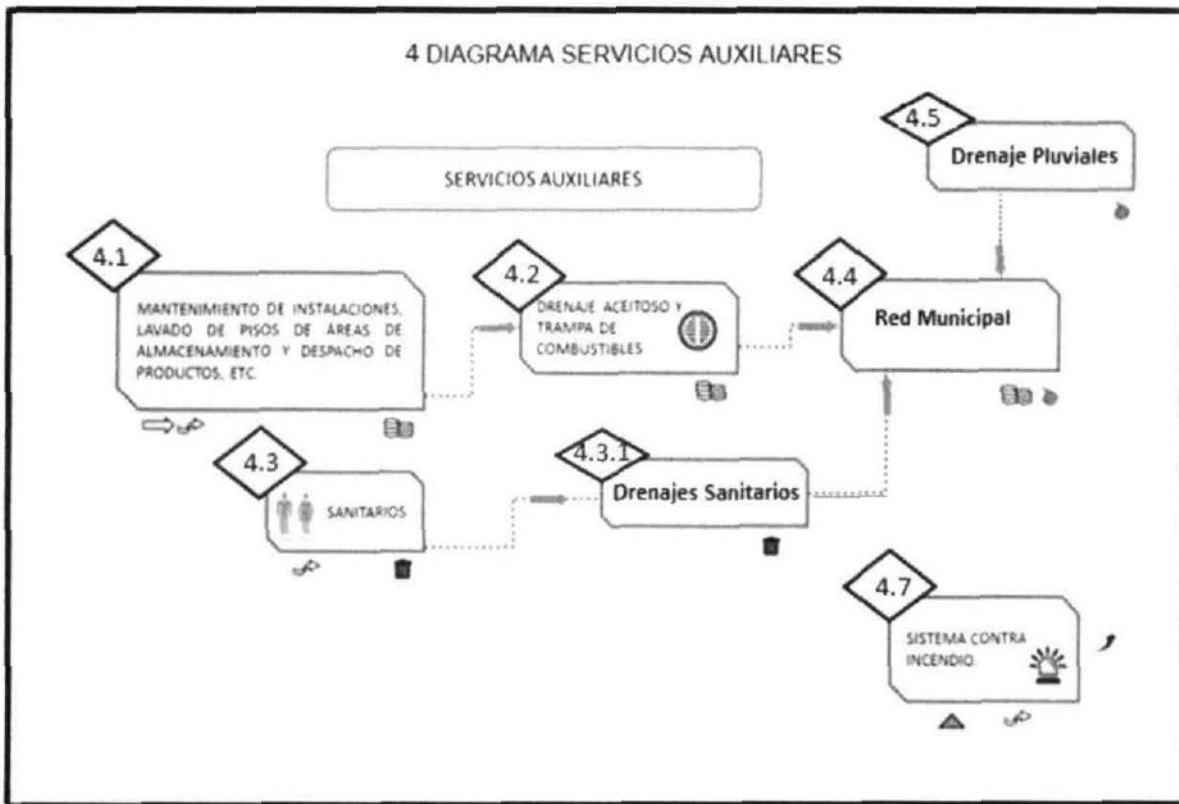 4 DIAGRAMA SERVICIOS AUXILIARES
4.5
Drenaje Pluviales
SERVICIOS AUXILIARES
4.1
MANTENIMIENTO DE INSTALACIONES,
LAVADO DE PISOS DE ÁREAS DE
ALMACENAMIENTO Y DESPACHO DE
PRODUCTOS, ETC.
4.2
DRENAJE ACEITOSO Y
TRAMPA DE
COMBUSTIBLES
4.4
Red Municipal
4.3
SANITARIOS
4.3.1
Drenajes Sanitarios
4.7
SISTEMA CONTRA
INCENDIO.